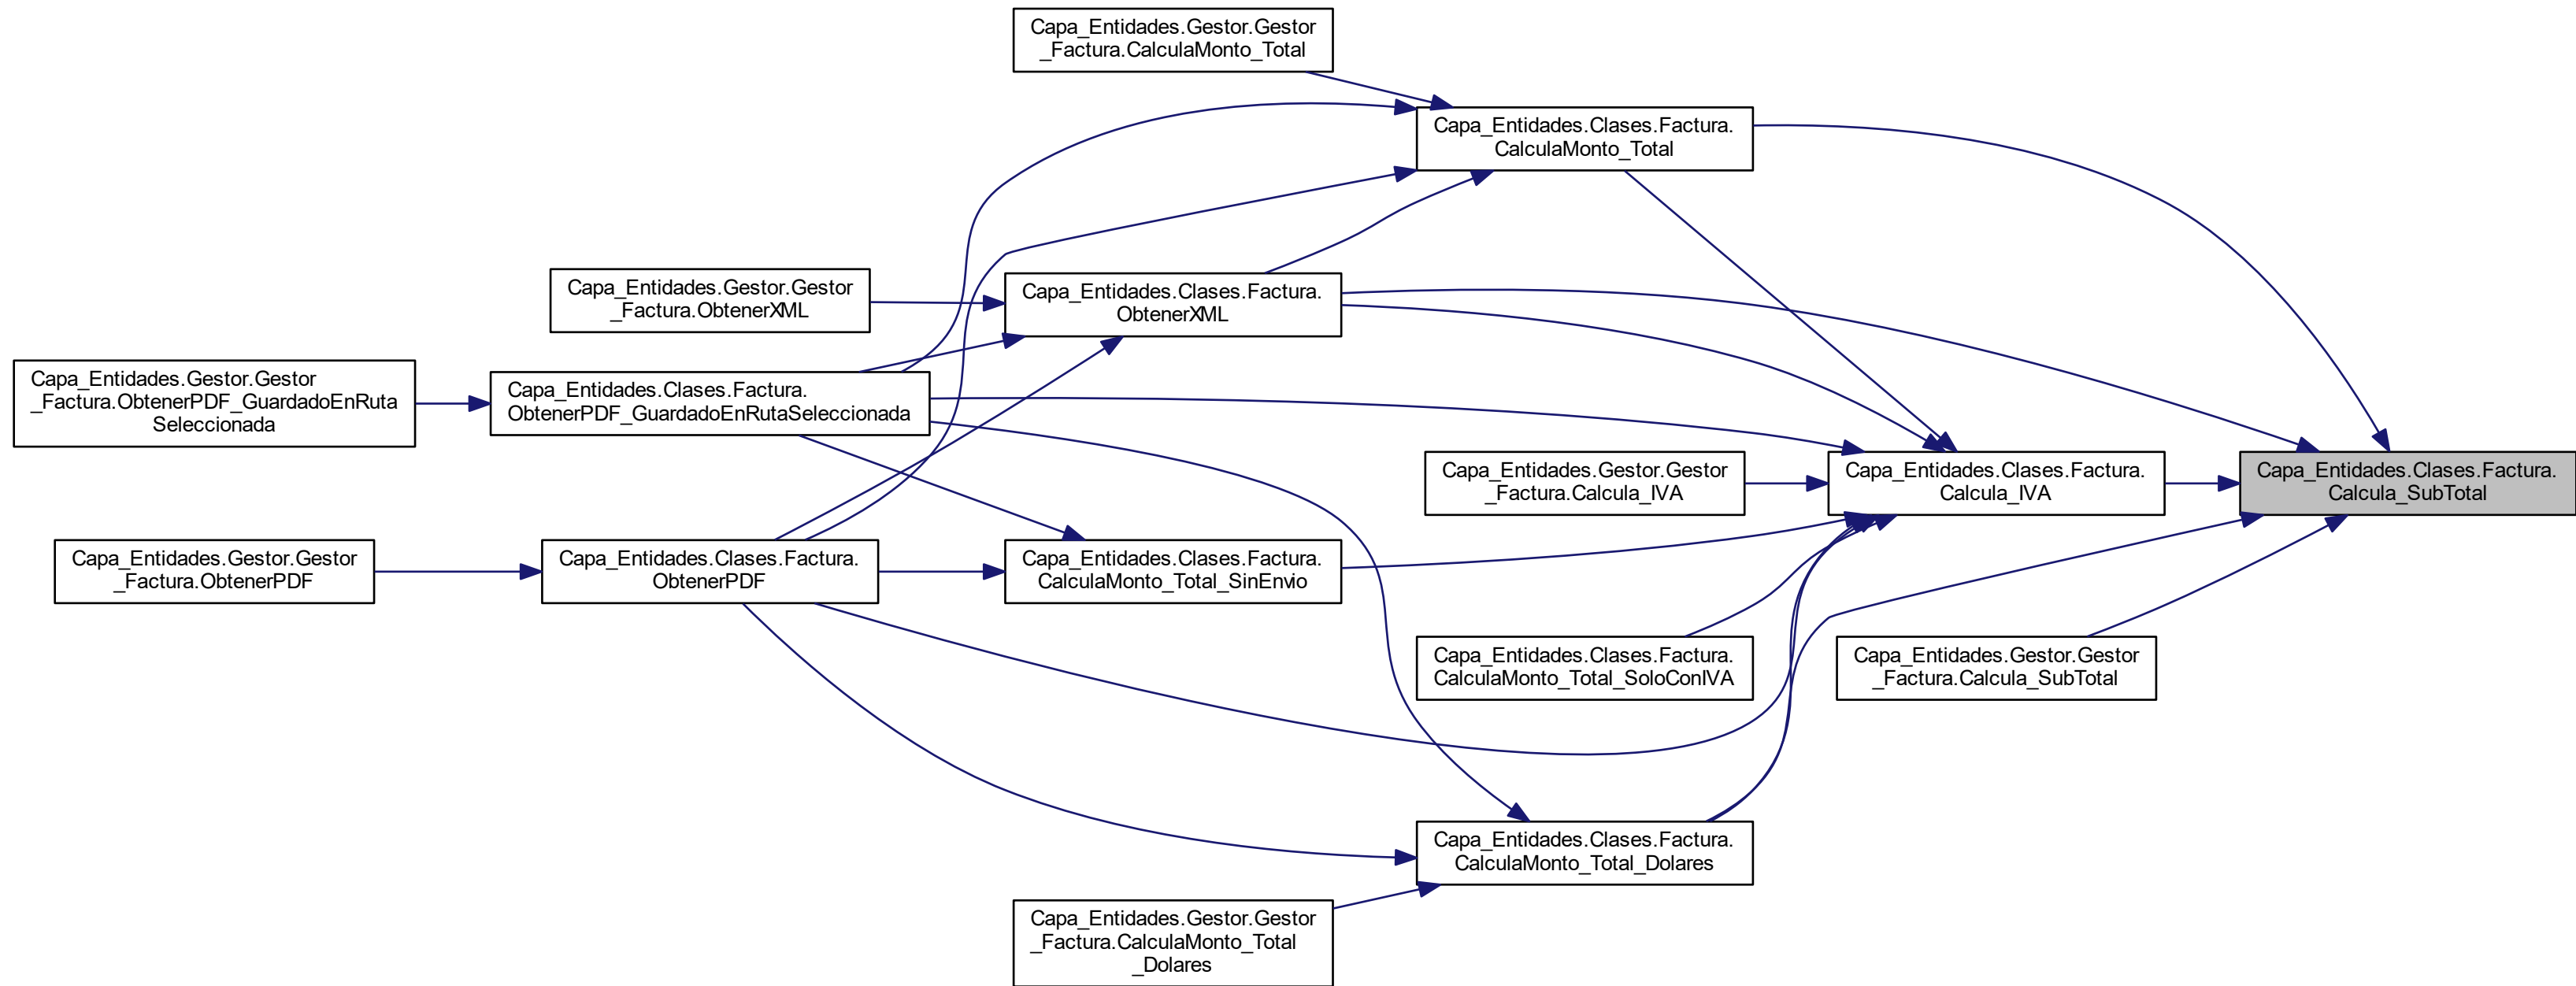 Capa_Entidades.Gestor.Gestor
_Factura.CalculaMonto_Total
Capa_Entidades.Clases.Factura.
CalculaMonto_Total
Capa_Entidades.Gestor.Gestor
_Factura.ObtenerXML
Capa_Entidades.Clases.Factura.
ObtenerXML
Capa_Entidades.Gestor.Gestor
_Factura.ObtenerPDF_GuardadoEnRuta
Seleccionada
Capa_Entidades.Clases.Factura.
ObtenerPDF_GuardadoEnRutaSeleccionada
Capa_Entidades.Gestor.Gestor
_Factura.Calcula_IVA
Capa_Entidades.Clases.Factura.
Calcula_IVA
Capa_Entidades.Clases.Factura.
Calcula_SubTotal
Capa_Entidades.Gestor.Gestor
_Factura.ObtenerPDF
Capa_Entidades.Clases.Factura.
ObtenerPDF
Capa_Entidades.Clases.Factura.
CalculaMonto_Total_SinEnvio
Capa_Entidades.Clases.Factura.
CalculaMonto_Total_SoloConIVA
Capa_Entidades.Gestor.Gestor
_Factura.Calcula_SubTotal
Capa_Entidades.Clases.Factura.
CalculaMonto_Total_Dolares
Capa_Entidades.Gestor.Gestor
_Factura.CalculaMonto_Total
_Dolares